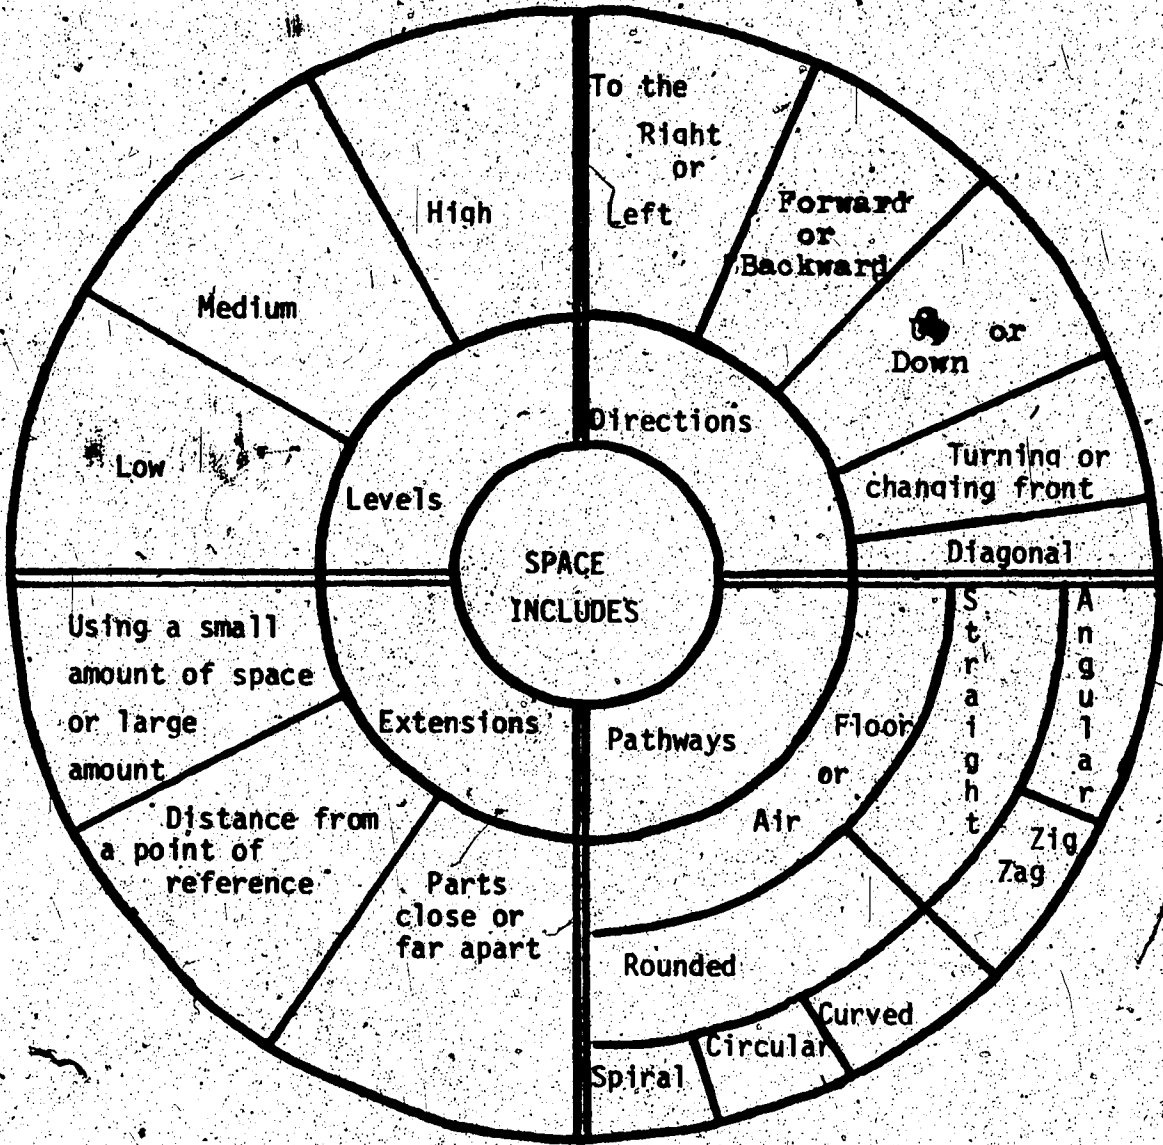 SPACE
INCLUDES
Levels
High
Medium
Low
Directions
To the
Right
or
Left
Forward
or
Backward
or
Down
Turning or
changing front
Diagonal
Pathways
Floor
or
Air
Straight
Angular
Zig
Zag
Rounded
Curved
Circular
Spiral
Extensions
Using a small
amount of space
or large
amount
Distance from
a point of
reference
Parts
close or
far apart